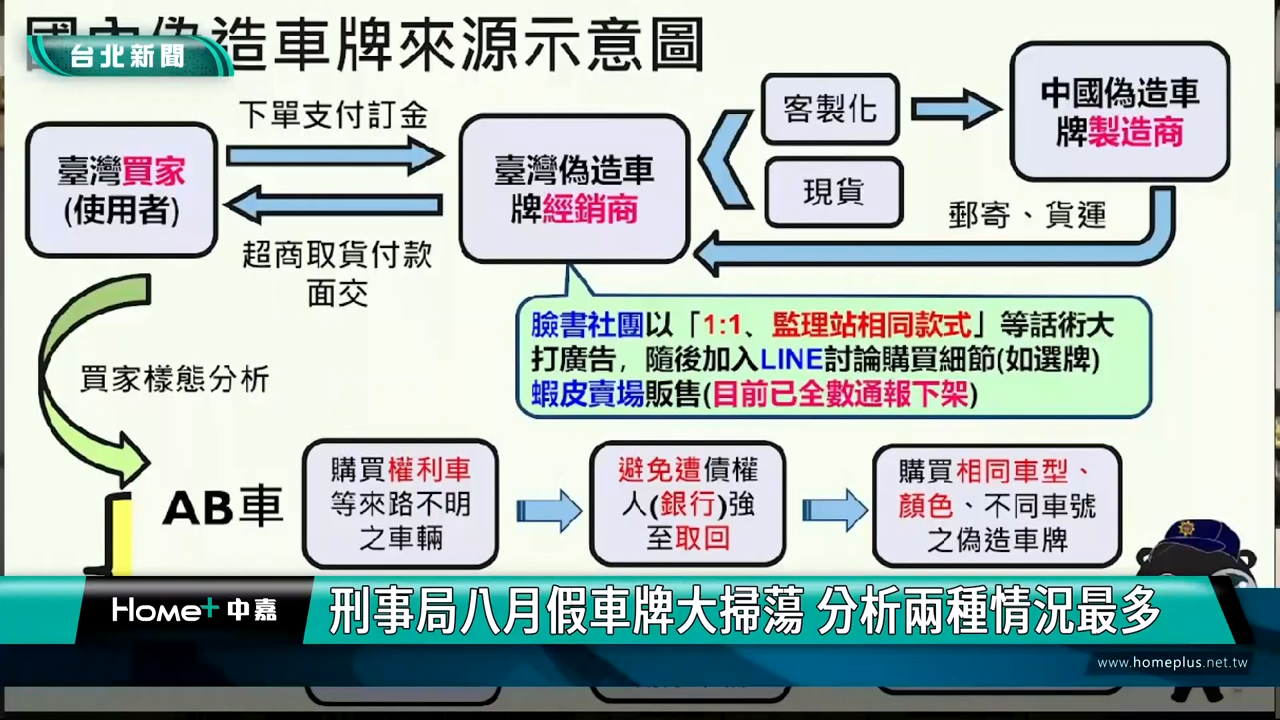 國內偽造車牌來源示意圖
台北新聞
下單支付訂金
臺灣買家
(使用者)
超商取貨付款
面交
臺灣偽造車
牌經銷商
客製化
現貨
中國偽造車
牌製造商
郵寄、貨運
臉書社團以「1:1、監理站相同款式」等話術大
打廣告，隨後加入LINE討論購買細節(如選牌)
蝦皮賣場販售(目前已全數通報下架)
買家樣態分析
AB車
購買權利車
等來路不明
之車輛
避免遭債權
人(銀行)強
至取回
購買相同車型、
顏色、不同車號
之偽造車牌
Home+中嘉
刑事局八月假車牌大掃蕩 分析兩種情況最多
www.homeplus.net.tw